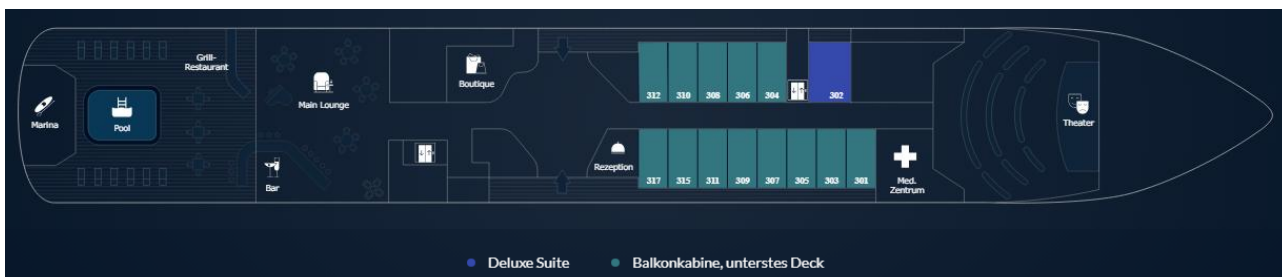 Grill-
Restaurant
Boutique
Main Lounge
312 310 308 306 304 302
Marina
Pool
Theater
Rezeption
Bar
317 315 311 309 307 305 303 301
Med.
Zentrum
Deluxe Suite Balkonkabine, unterstes Deck